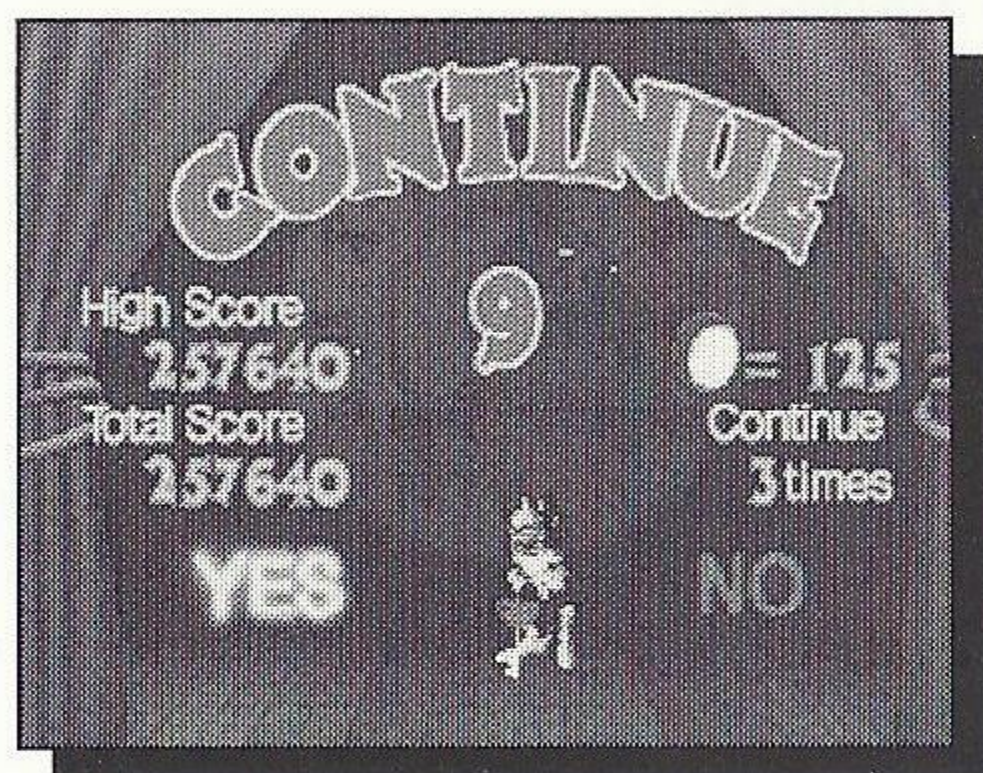 CONTINUE
9
High Score
257640
Total Score
257640
= 125
Continue
3 times
YES
NO